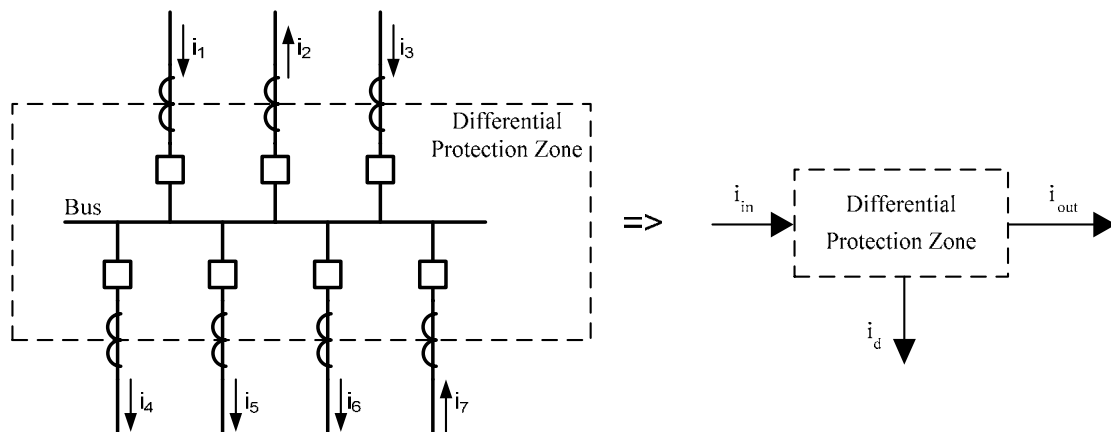 i1
i2
i3
Differential
Protection Zone
Bus
i4
i5
i6
i7
=>
iin
Differential
Protection Zone
iout
id